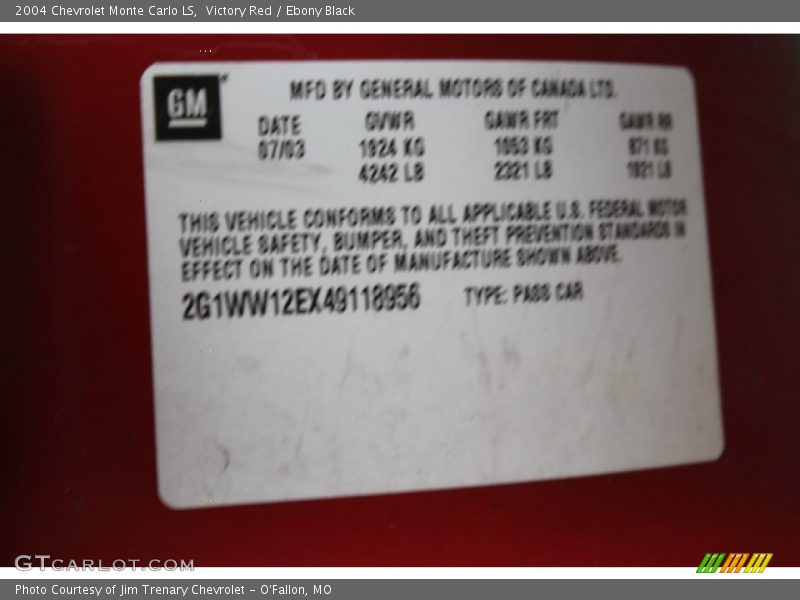 2004 Chevrolet Monte Carlo LS, Victory Red / Ebony Black
GM
MFD BY GENERAL MOTORS OF CANADA LTD.
DATE GVWR GAWR FRT GAWR RR
07/03 1924 KG 1053 KG 871 KG
4242 LB 2321 LB 1921 LB
THIS VEHICLE CONFORMS TO ALL APPLICABLE U.S. FEDERAL MOTOR
VEHICLE SAFETY, BUMPER, AND THEFT PREVENTION STANDARDS IN
EFFECT ON THE DATE OF MANUFACTURE SHOWN ABOVE.
2G1WW12EX49118956 TYPE: PASS CAR
GTCARLOT.COM
Photo Courtesy of Jim Trenary Chevrolet - O'Fallon, MO